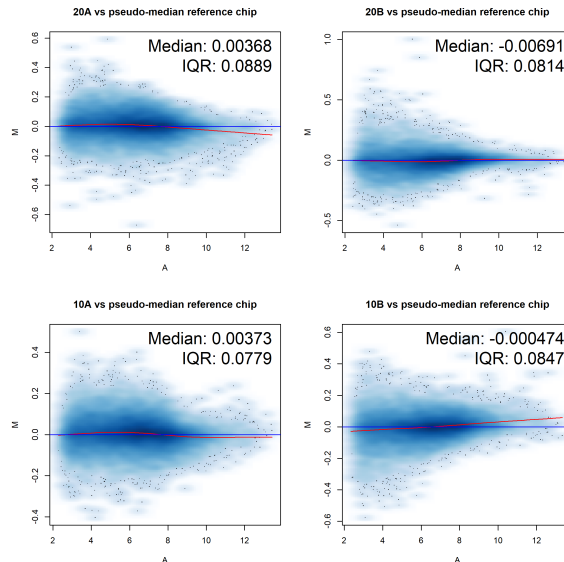 20A vs pseudo-median reference chip
Median: 0.00368
IQR: 0.0889
M
0.6
0.4
0.2
0.0
-0.2
-0.4
-0.6
2 4 6 8 10 12
A
20B vs pseudo-median reference chip
Median: -0.00691
IQR: 0.0814
M
1.0
0.5
0.0
-0.5
2 4 6 8 10 12
A
10A vs pseudo-median reference chip
Median: 0.00373
IQR: 0.0779
M
0.4
0.2
0.0
-0.2
-0.4
2 4 6 8 10 12
A
10B vs pseudo-median reference chip
Median: -0.000474
IQR: 0.0847
M
0.6
0.4
0.2
0.0
-0.2
-0.4
-0.6
2 4 6 8 10 12
A